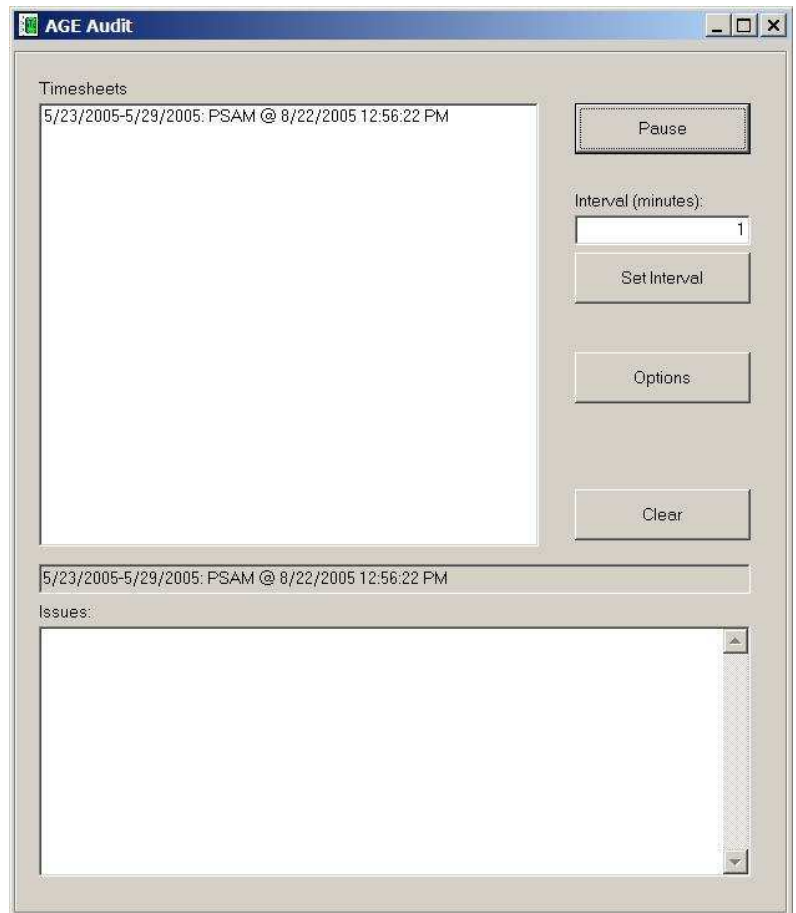 AGE Audit
Timesheets
5/23/2005-5/29/2005: PSAM @ 8/22/2005 12:56:22 PM
Pause
Interval (minutes):
1
Set Interval
Options
Clear
5/23/2005-5/29/2005: PSAM @ 8/22/2005 12:56:22 PM
Issues: